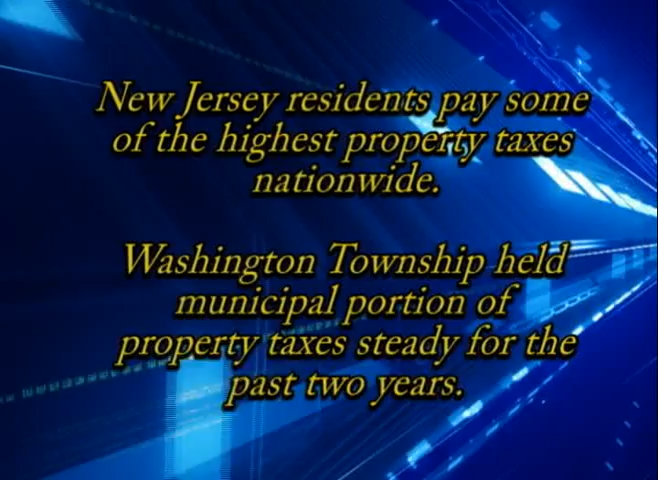 New Jersey residents pay some
of the highest property taxes
nationwide.
Washington Township held
municipal portion of
property taxes steady for the
past two years.